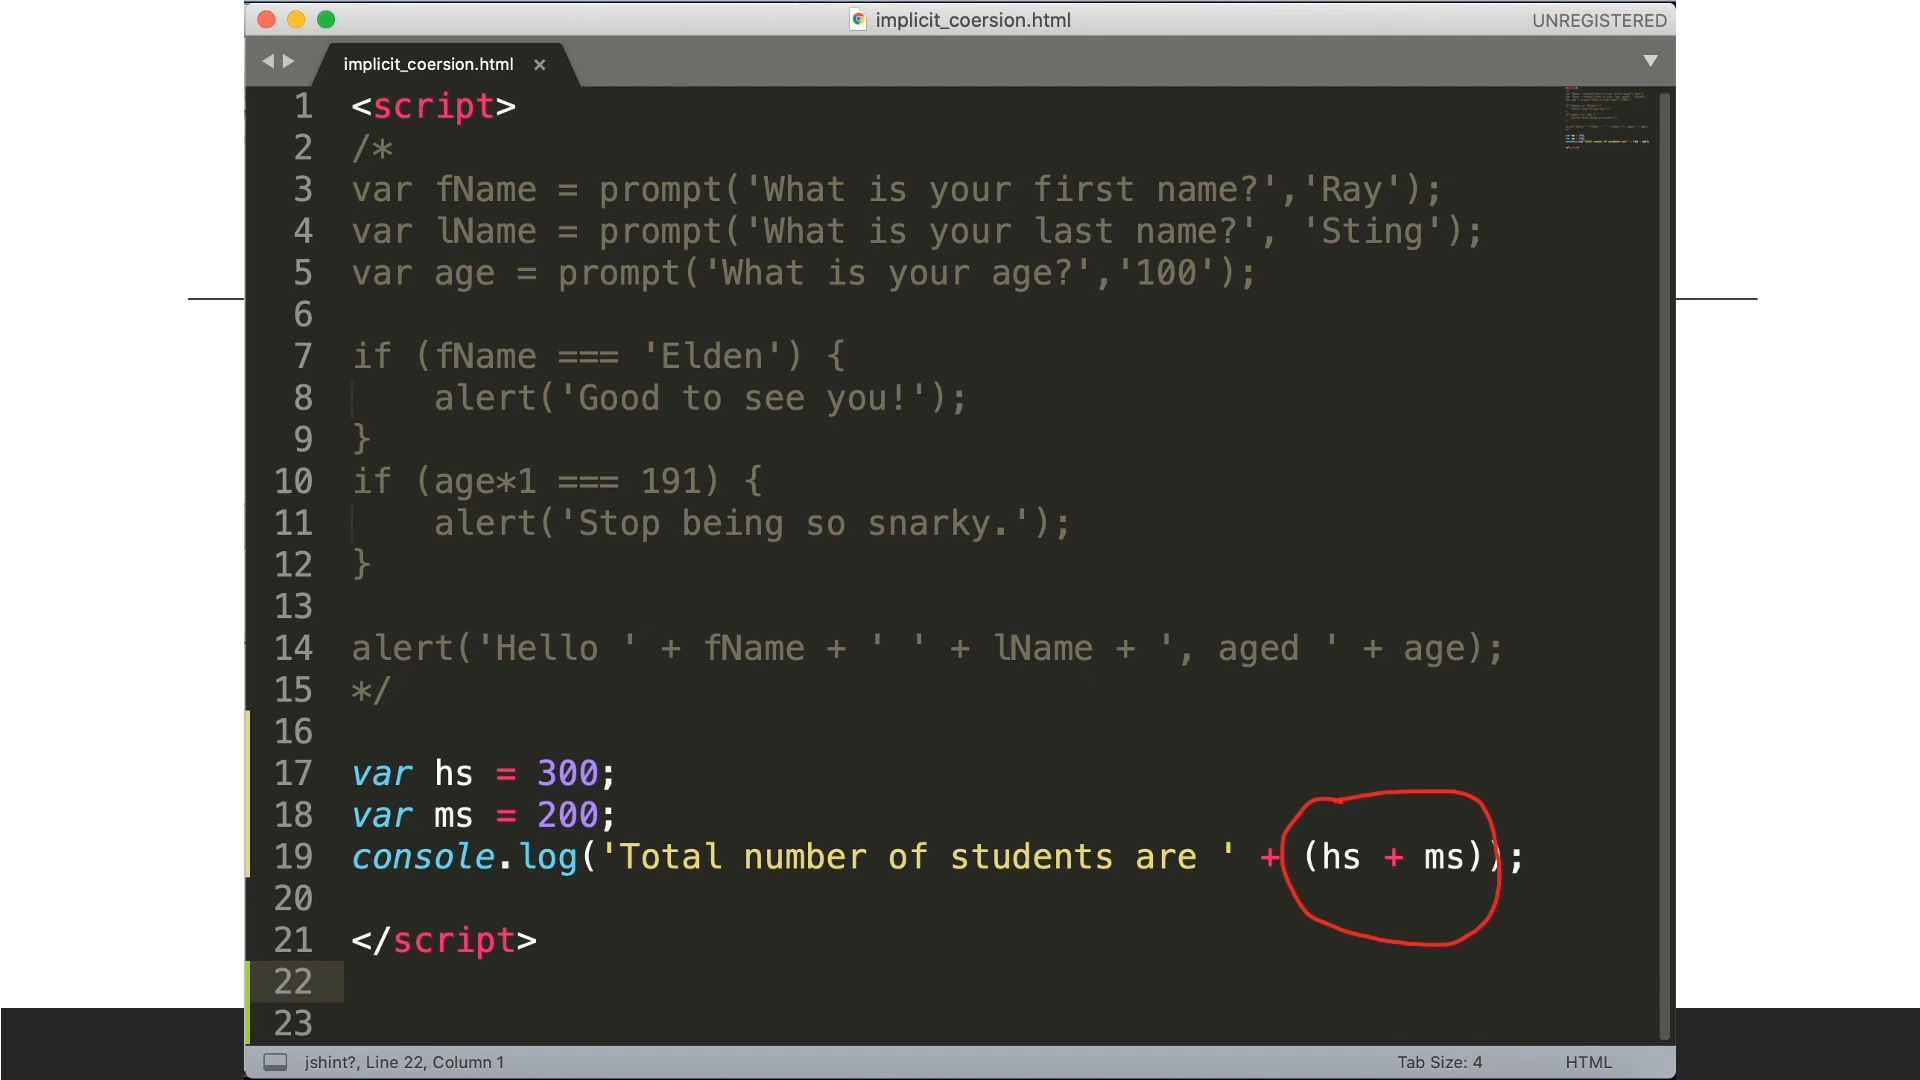 implicit_coersion.html
UNREGISTERED
implicit_coersion.html ×
1 <script>
2 /*
3 var fName = prompt('What is your first name?','Ray');
4 var lName = prompt('What is your last name?', 'Sting');
5 var age = prompt('What is your age?','100');
6
7 if (fName === 'Elden') {
8     alert('Good to see you!');
9 }
10 if (age*1 === 191) {
11     alert('Stop being so snarky.');
12 }
13
14 alert('Hello ' + fName + ' ' + lName + ', aged ' + age);
15 */
16
17 var hs = 300;
18 var ms = 200;
19 console.log('Total number of students are ' + (hs + ms));
20
21 </script>
22
23
jshint?, Line 22, Column 1
Tab Size: 4
HTML